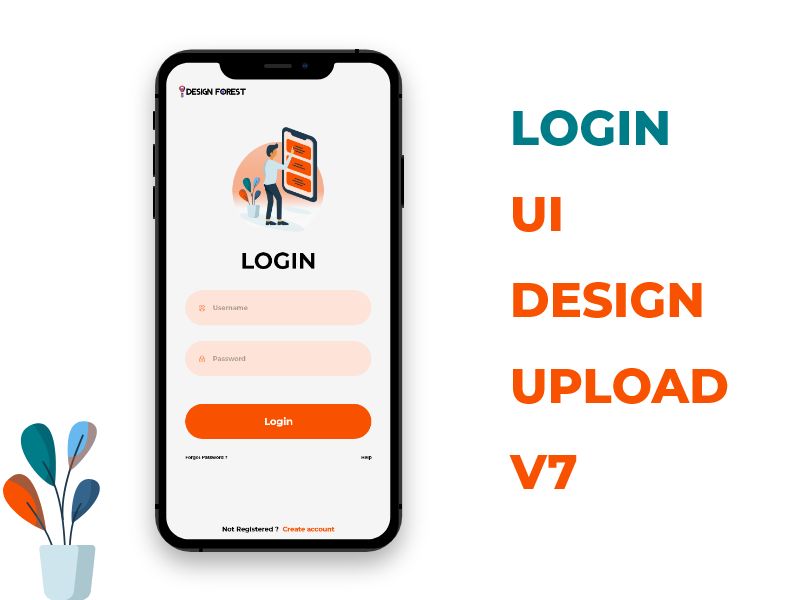 DESIGN FOREST
LOGIN
Username
Password
Login
Forgot Password ?
Help
Not Registered ? Create account
LOGIN
UI
DESIGN
UPLOAD
V7